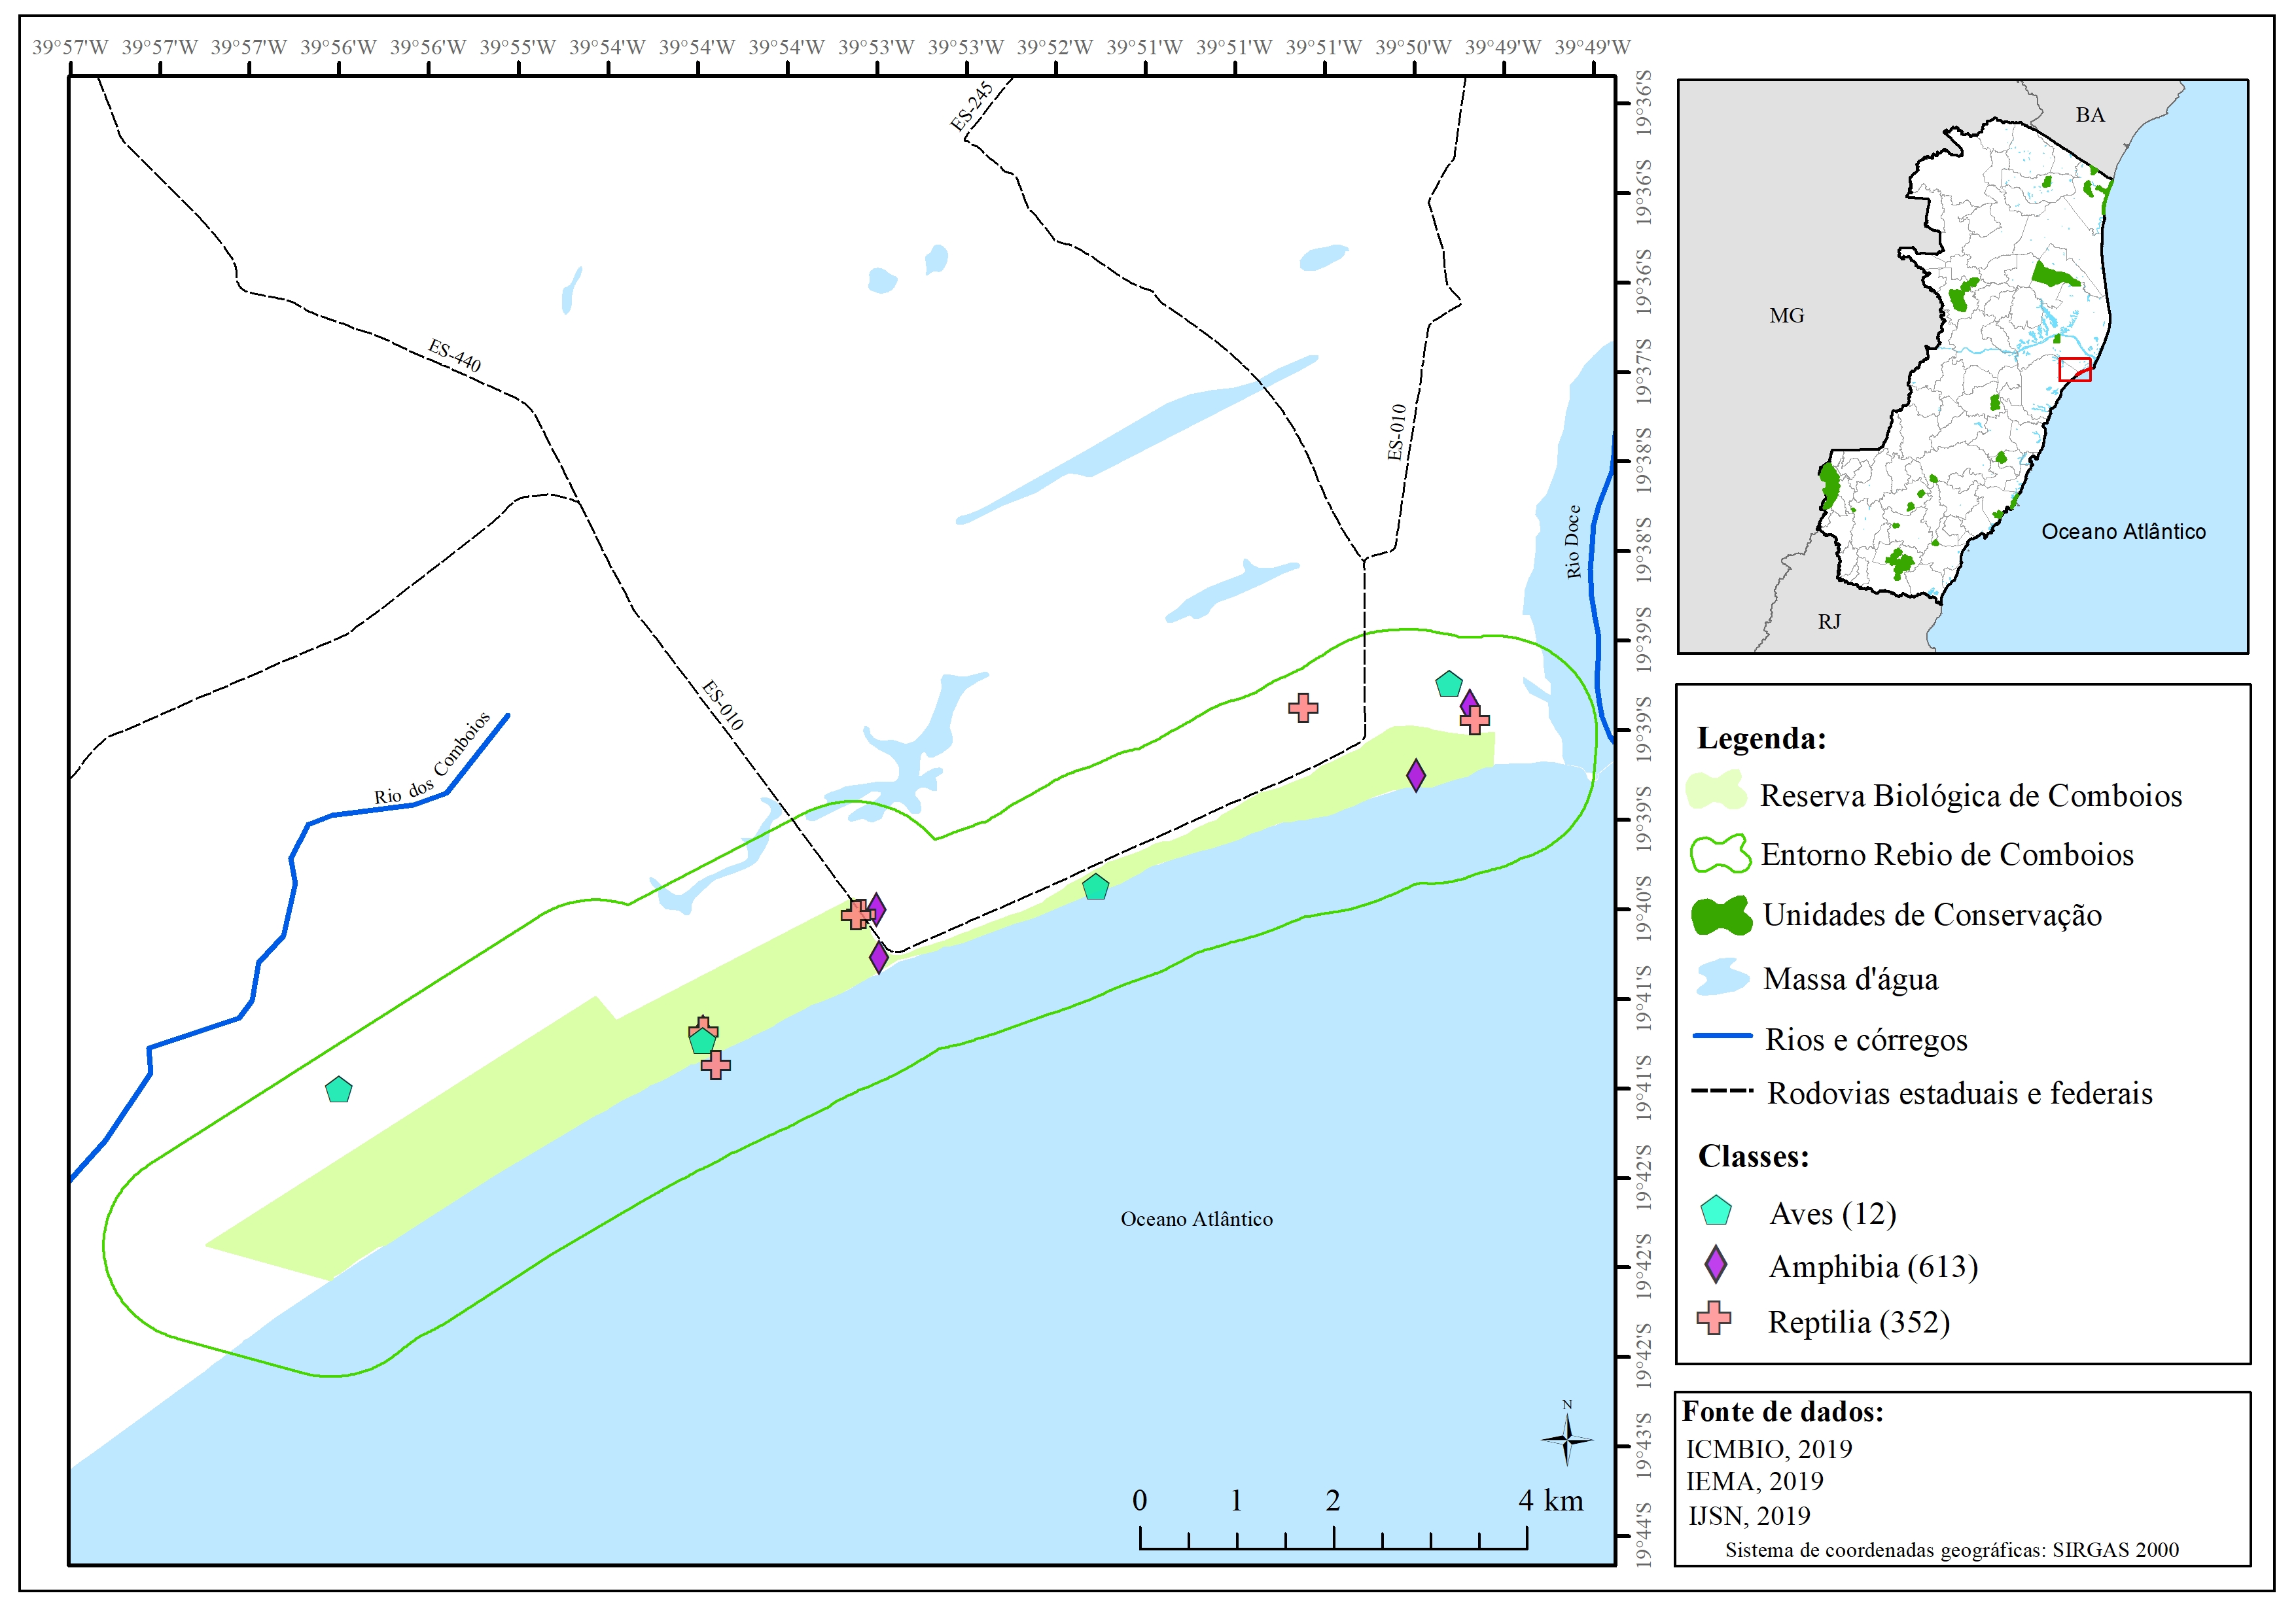 39°57'W 39°57'W 39°57'W 39°56'W 39°56'W 39°55'W 39°54'W 39°54'W 39°54'W 39°53'W 39°53'W 39°52'W 39°51'W 39°51'W 39°51'W 39°50'W 39°49'W 39°49'W
19°36'S
19°36'S
19°36'S
19°37'S
19°38'S
19°38'S
19°39'S
19°39'S
19°39'S
19°40'S
19°41'S
19°41'S
19°42'S
19°42'S
19°42'S
19°43'S
19°44'S
ES-245
ES-440
ES-010
Rio Doce
ES-010
Rio dos Comboios
Oceano Atlântico
N
0 1 2 4 km
BA
MG
Oceano Atlântico
RJ
Legenda:
Reserva Biológica de Comboios
Entorno Rebio de Comboios
Unidades de Conservação
Massa d'água
Rios e córregos
Rodovias estaduais e federais
Classes:
Aves (12)
Amphibia (613)
Reptilia (352)
Fonte de dados:
ICMBIO, 2019
IEMA, 2019
IJSN, 2019
Sistema de coordenadas geográficas: SIRGAS 2000